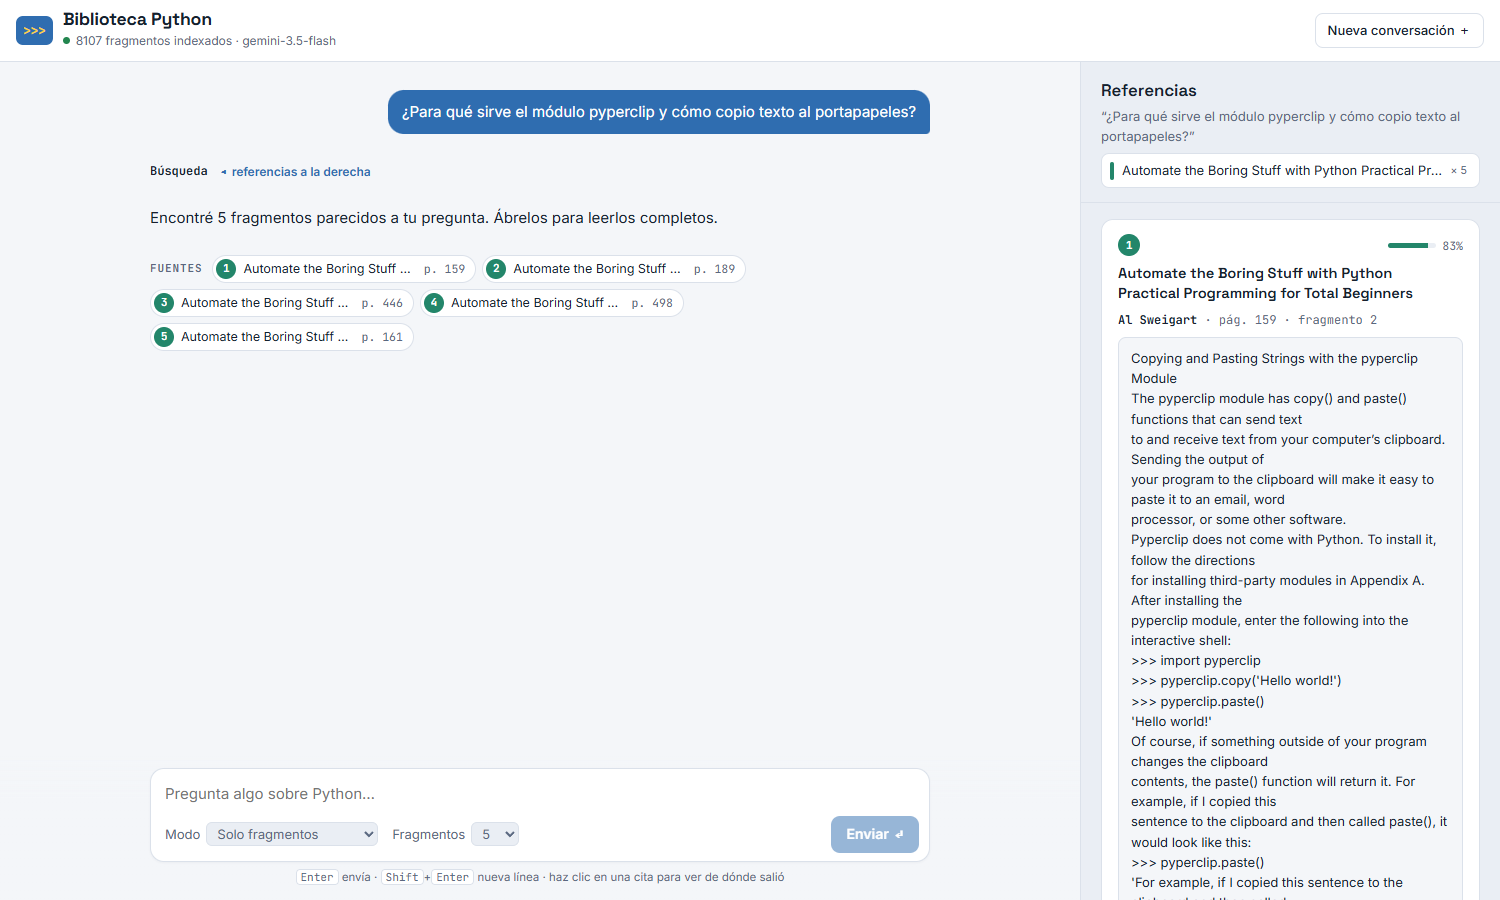 >>>
Biblioteca Python
8107 fragmentos indexados · gemini-3.5-flash
Nueva conversación +
¿Para qué sirve el módulo pyperclip y cómo copio texto al portapapeles?
Búsqueda ◂ referencias a la derecha
Encontré 5 fragmentos parecidos a tu pregunta. Ábrelos para leerlos completos.
FUENTES 1 Automate the Boring Stuff ... p. 159 2 Automate the Boring Stuff ... p. 189
3 Automate the Boring Stuff ... p. 446 4 Automate the Boring Stuff ... p. 498
5 Automate the Boring Stuff ... p. 161
Pregunta algo sobre Python...
Modo Solo fragmentos Fragmentos 5 Enviar ↲
Enter envía · Shift+Enter nueva línea · haz clic en una cita para ver de dónde salió
Referencias
“¿Para qué sirve el módulo pyperclip y cómo copio texto al
portapapeles?”
Automate the Boring Stuff with Python Practical Pr... × 5
1 83%
Automate the Boring Stuff with Python
Practical Programming for Total Beginners
Al Sweigart · pág. 159 · fragmento 2
Copying and Pasting Strings with the pyperclip
Module
The pyperclip module has copy() and paste()
functions that can send text
to and receive text from your computer’s clipboard.
Sending the output of
your program to the clipboard will make it easy to
paste it to an email, word
processor, or some other software.
Pyperclip does not come with Python. To install it,
follow the directions
for installing third-party modules in Appendix A.
After installing the
pyperclip module, enter the following into the
interactive shell:
>>> import pyperclip
>>> pyperclip.copy('Hello world!')
>>> pyperclip.paste()
'Hello world!'
Of course, if something outside of your program
changes the clipboard
contents, the paste() function will return it. For
example, if I copied this
sentence to the clipboard and then called paste(), it
would look like this:
>>> pyperclip.paste()
'For example, if I copied this sentence to the